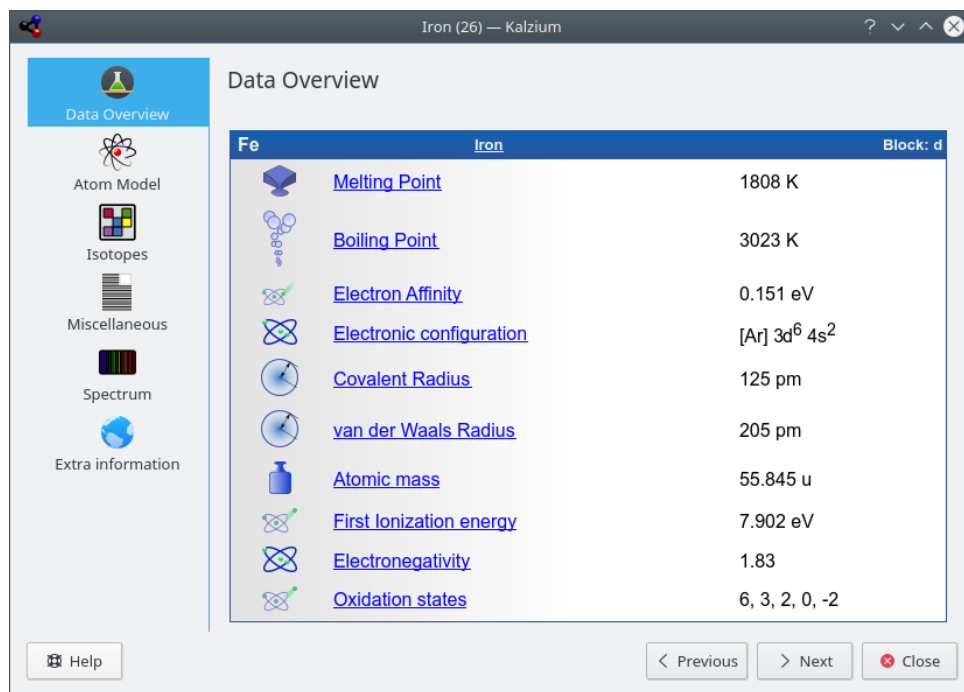 Iron (26) — Kalzium
Data Overview
Atom Model
Isotopes
Miscellaneous
Spectrum
Extra information
Data Overview
Fe Iron Block: d
Melting Point 1808 K
Boiling Point 3023 K
Electron Affinity 0.151 eV
Electronic configuration [Ar] 3d⁶ 4s²
Covalent Radius 125 pm
van der Waals Radius 205 pm
Atomic mass 55.845 u
First Ionization energy 7.902 eV
Electronegativity 1.83
Oxidation states 6, 3, 2, 0, -2
Help Previous Next Close